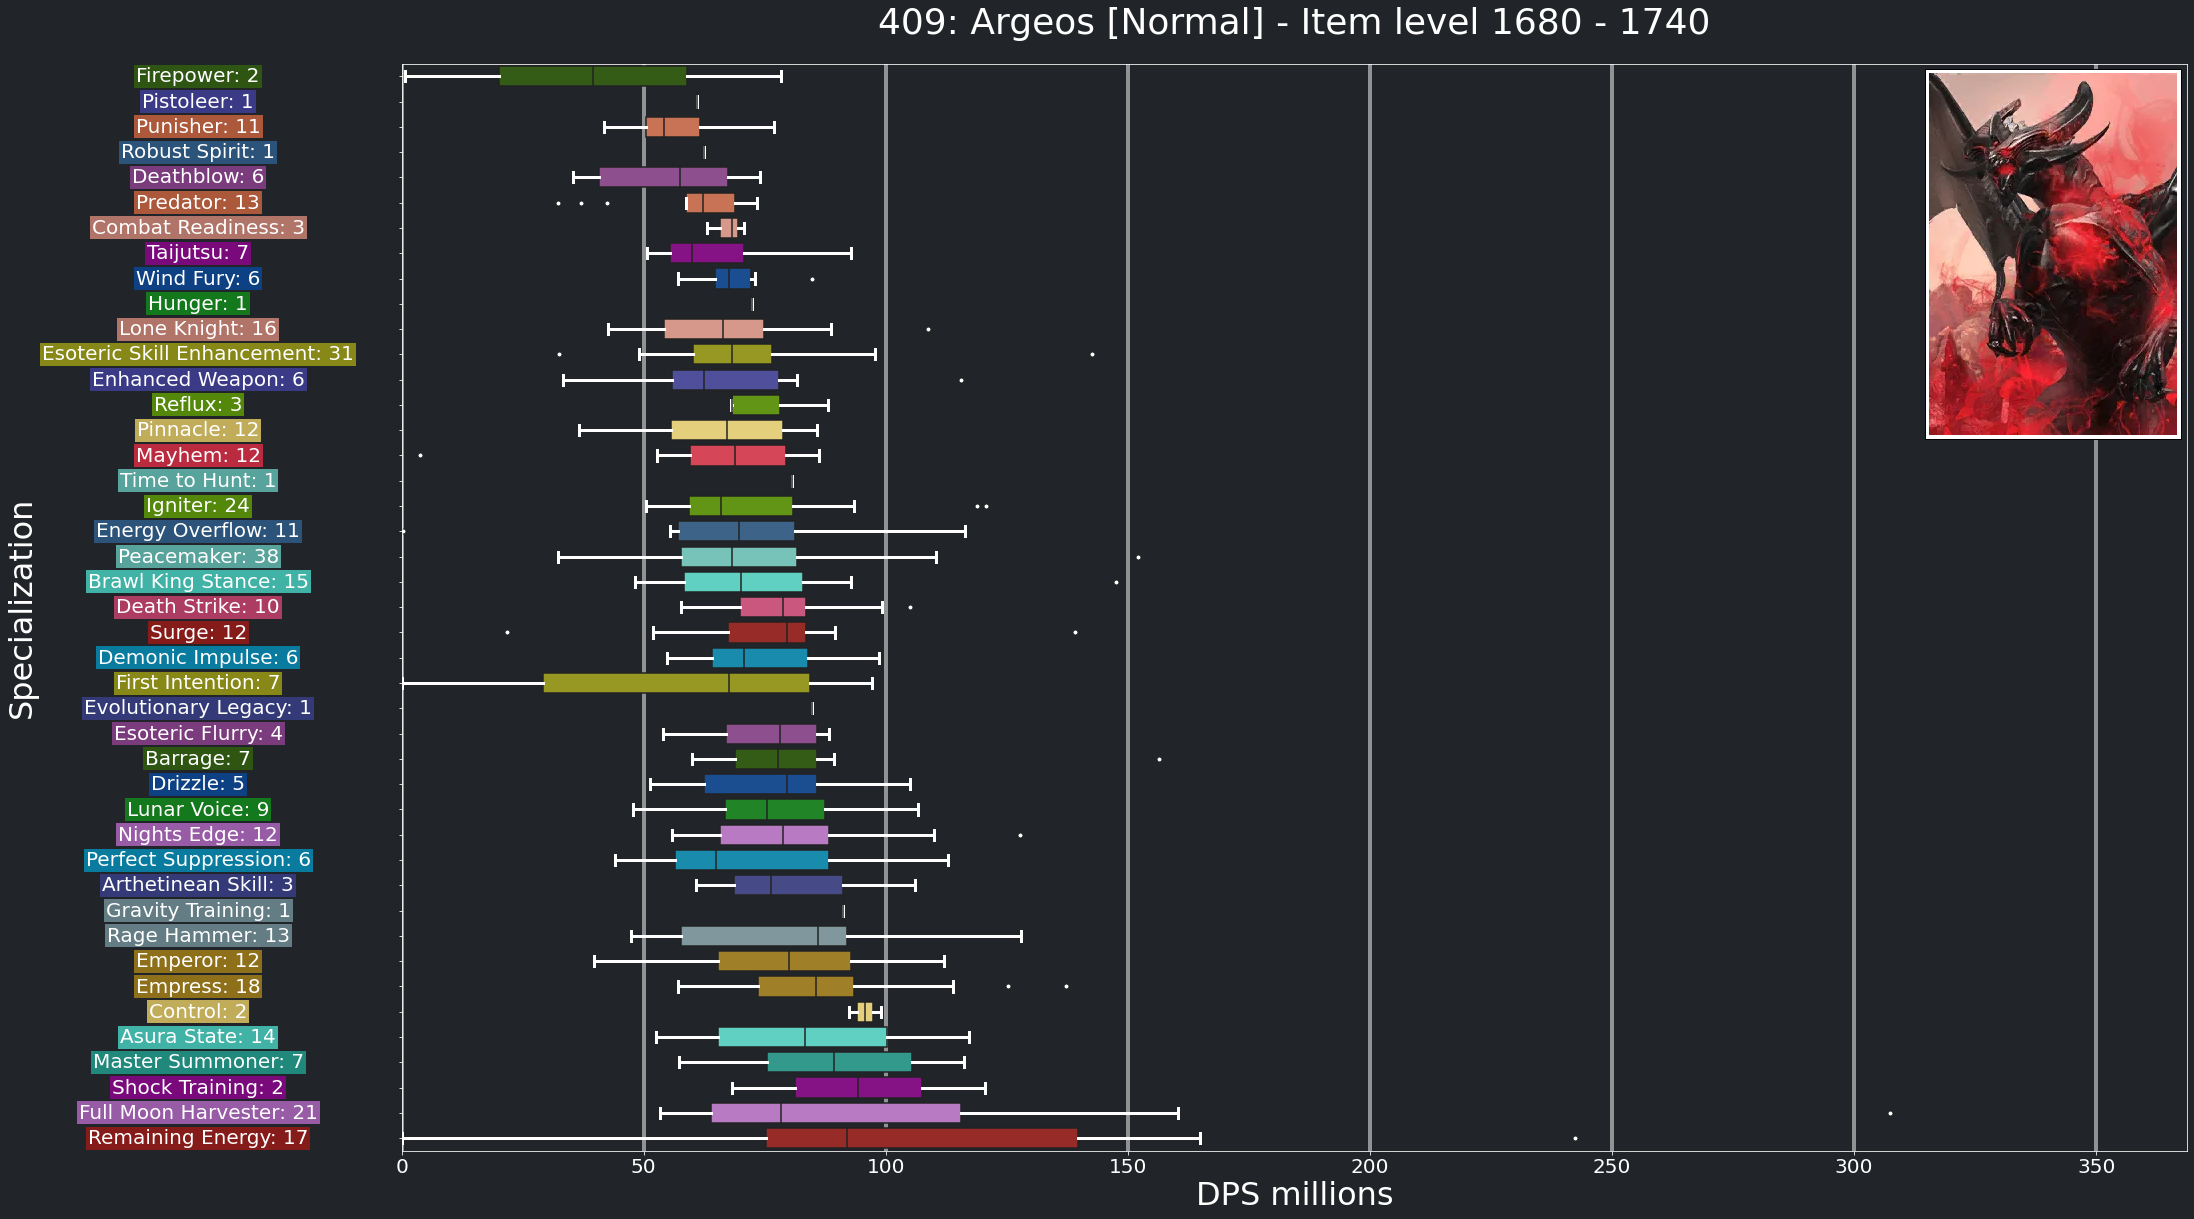 409: Argeos [Normal] - Item level 1680 - 1740
Firepower: 2
Pistoleer: 1
Punisher: 11
Robust Spirit: 1
Deathblow: 6
Predator: 13
Combat Readiness: 3
Taijutsu: 7
Wind Fury: 6
Hunger: 1
Lone Knight: 16
Esoteric Skill Enhancement: 31
Enhanced Weapon: 6
Reflux: 3
Pinnacle: 12
Mayhem: 12
Time to Hunt: 1
Igniter: 24
Energy Overflow: 11
Peacemaker: 38
Brawl King Stance: 15
Death Strike: 10
Surge: 12
Demonic Impulse: 6
First Intention: 7
Evolutionary Legacy: 1
Esoteric Flurry: 4
Barrage: 7
Drizzle: 5
Lunar Voice: 9
Nights Edge: 12
Perfect Suppression: 6
Arthetinean Skill: 3
Gravity Training: 1
Rage Hammer: 13
Emperor: 12
Empress: 18
Control: 2
Asura State: 14
Master Summoner: 7
Shock Training: 2
Full Moon Harvester: 21
Remaining Energy: 17
Specialization
0 50 100 150 200 250 300 350
DPS millions